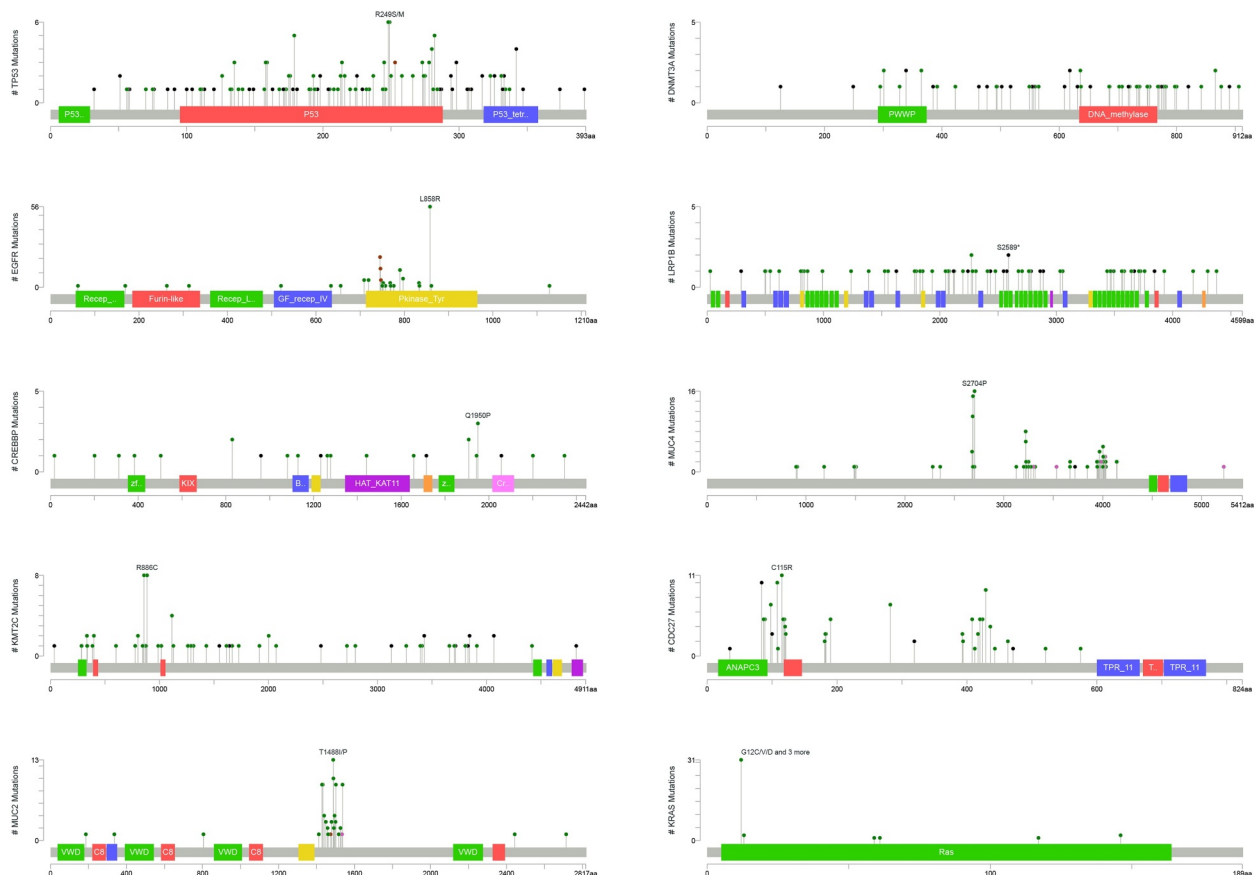 # TP53 Mutations
6
0
R249S/M
P53..
P53
P53_tetr..
0
100
200
300
393aa
# DNMT3A Mutations
5
0
PWWP
DNA_methylase
0
200
400
600
800
912aa
# EGFR Mutations
56
0
L858R
Recep_..
Furin-like
Recep_L..
GF_recep_IV
Pkinase_Tyr
0
200
400
600
800
1000
1210aa
# LRP1B Mutations
5
0
S2589*
0
1000
2000
3000
4000
4599aa
# CREBBP Mutations
5
0
Q1950P
zf..
KIX
B..
HAT_KAT11
z..
Cr..
0
400
800
1200
1600
2000
2442aa
# MUC4 Mutations
16
0
S2704P
0
1000
2000
3000
4000
5000
5412aa
# KMT2C Mutations
8
0
R886C
0
1000
2000
3000
4000
4911aa
# CDC27 Mutations
11
0
C115R
ANAPC3
TPR_11
T..
TPR_11
0
200
400
600
824aa
# MUC2 Mutations
13
0
T1488I/P
VWD
C8
VWD
C8
VWD
C8
VWD
0
400
800
1200
1600
2000
2400
2817aa
# KRAS Mutations
31
0
G12C/V/D and 3 more
Ras
0
100
189aa